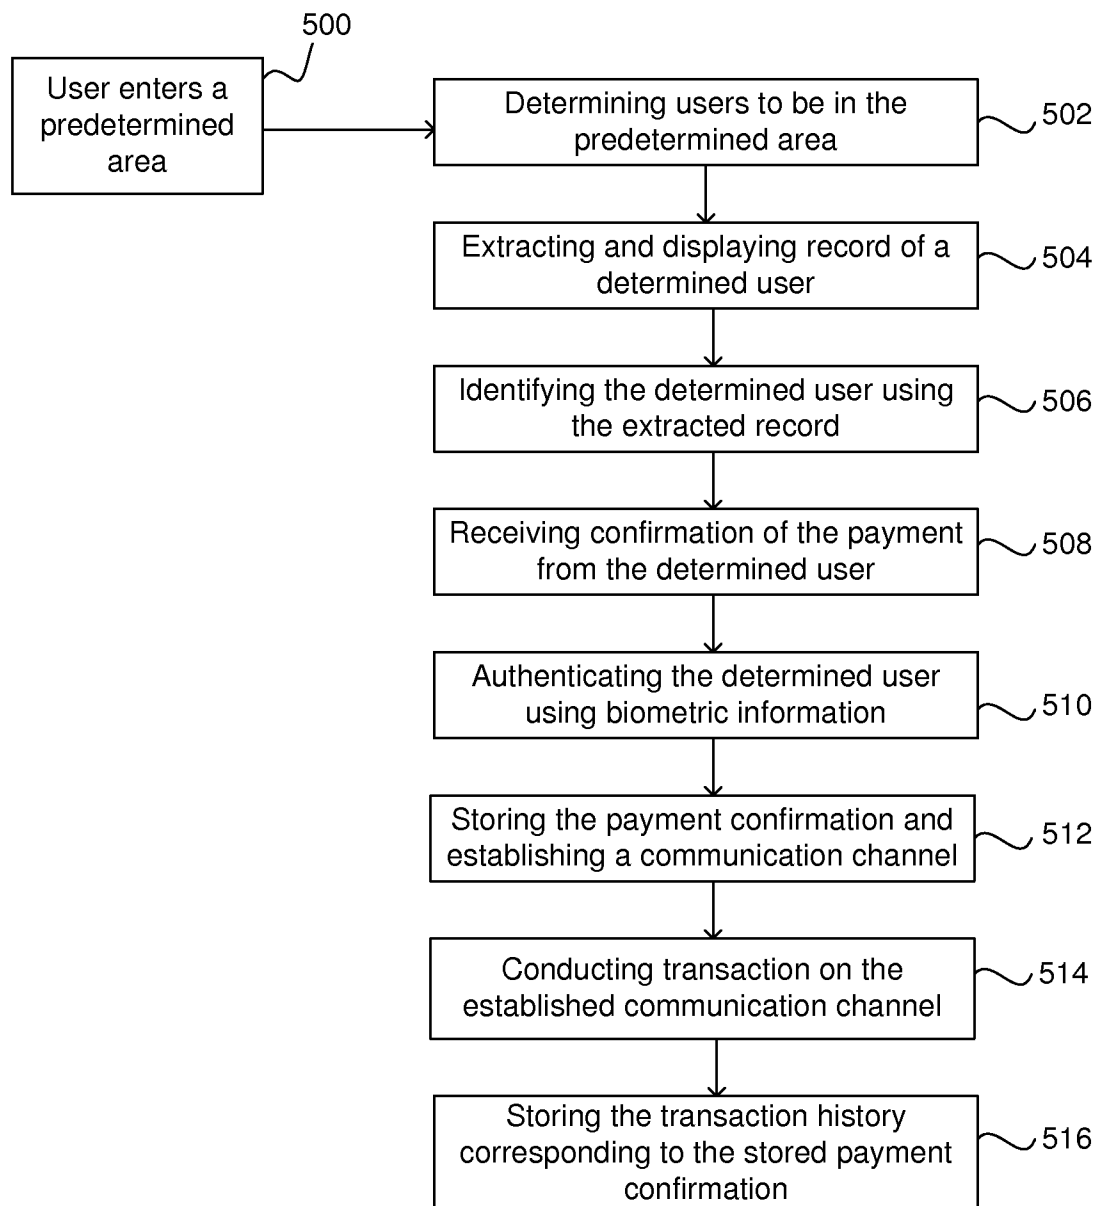 500
User enters a
predetermined
area
Determining users to be in the
predetermined area
502
Extracting and displaying record of a
determined user
504
Identifying the determined user using
the extracted record
506
Receiving confirmation of the payment
from the determined user
508
Authenticating the determined user
using biometric information
510
Storing the payment confirmation and
establishing a communication channel
512
Conducting transaction on the
established communication channel
514
Storing the transaction history
corresponding to the stored payment
confirmation
516